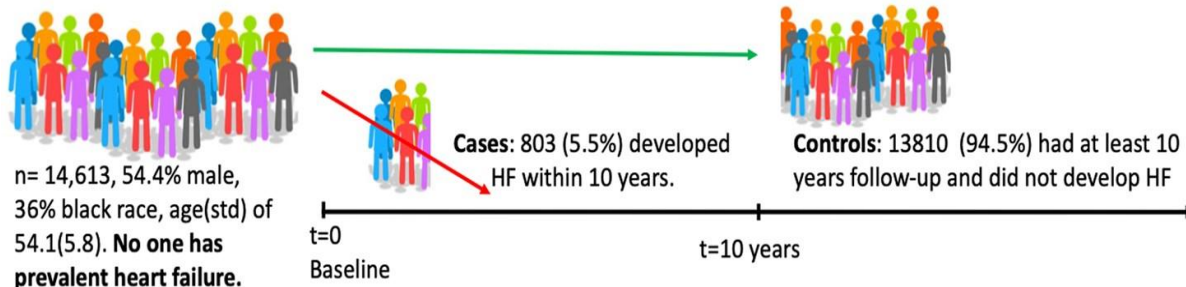 n= 14,613, 54.4% male,
36% black race, age(std) of
54.1(5.8). No one has
prevalent heart failure.
Cases: 803 (5.5%) developed
HF within 10 years.
Controls: 13810 (94.5%) had at least 10
years follow-up and did not develop HF
t=0
Baseline
t=10 years